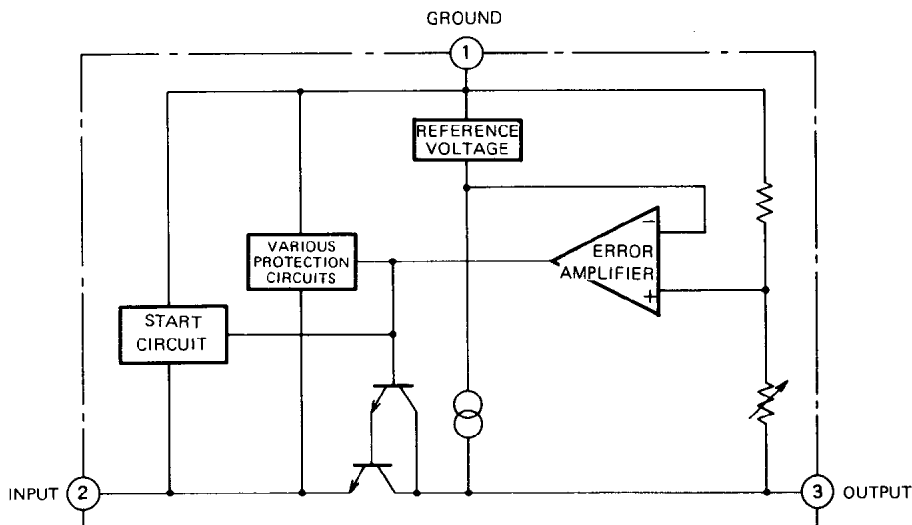 GROUND
1
REFERENCE
VOLTAGE
−
ERROR
AMPLIFIER
+
VARIOUS
PROTECTION
CIRCUITS
START
CIRCUIT
INPUT 2
3 OUTPUT